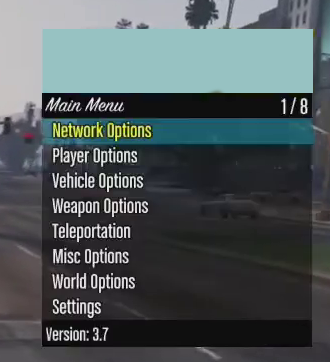 Main Menu 1/8
Network Options
Player Options
Vehicle Options
Weapon Options
Teleportation
Misc Options
World Options
Settings
Version: 3.7